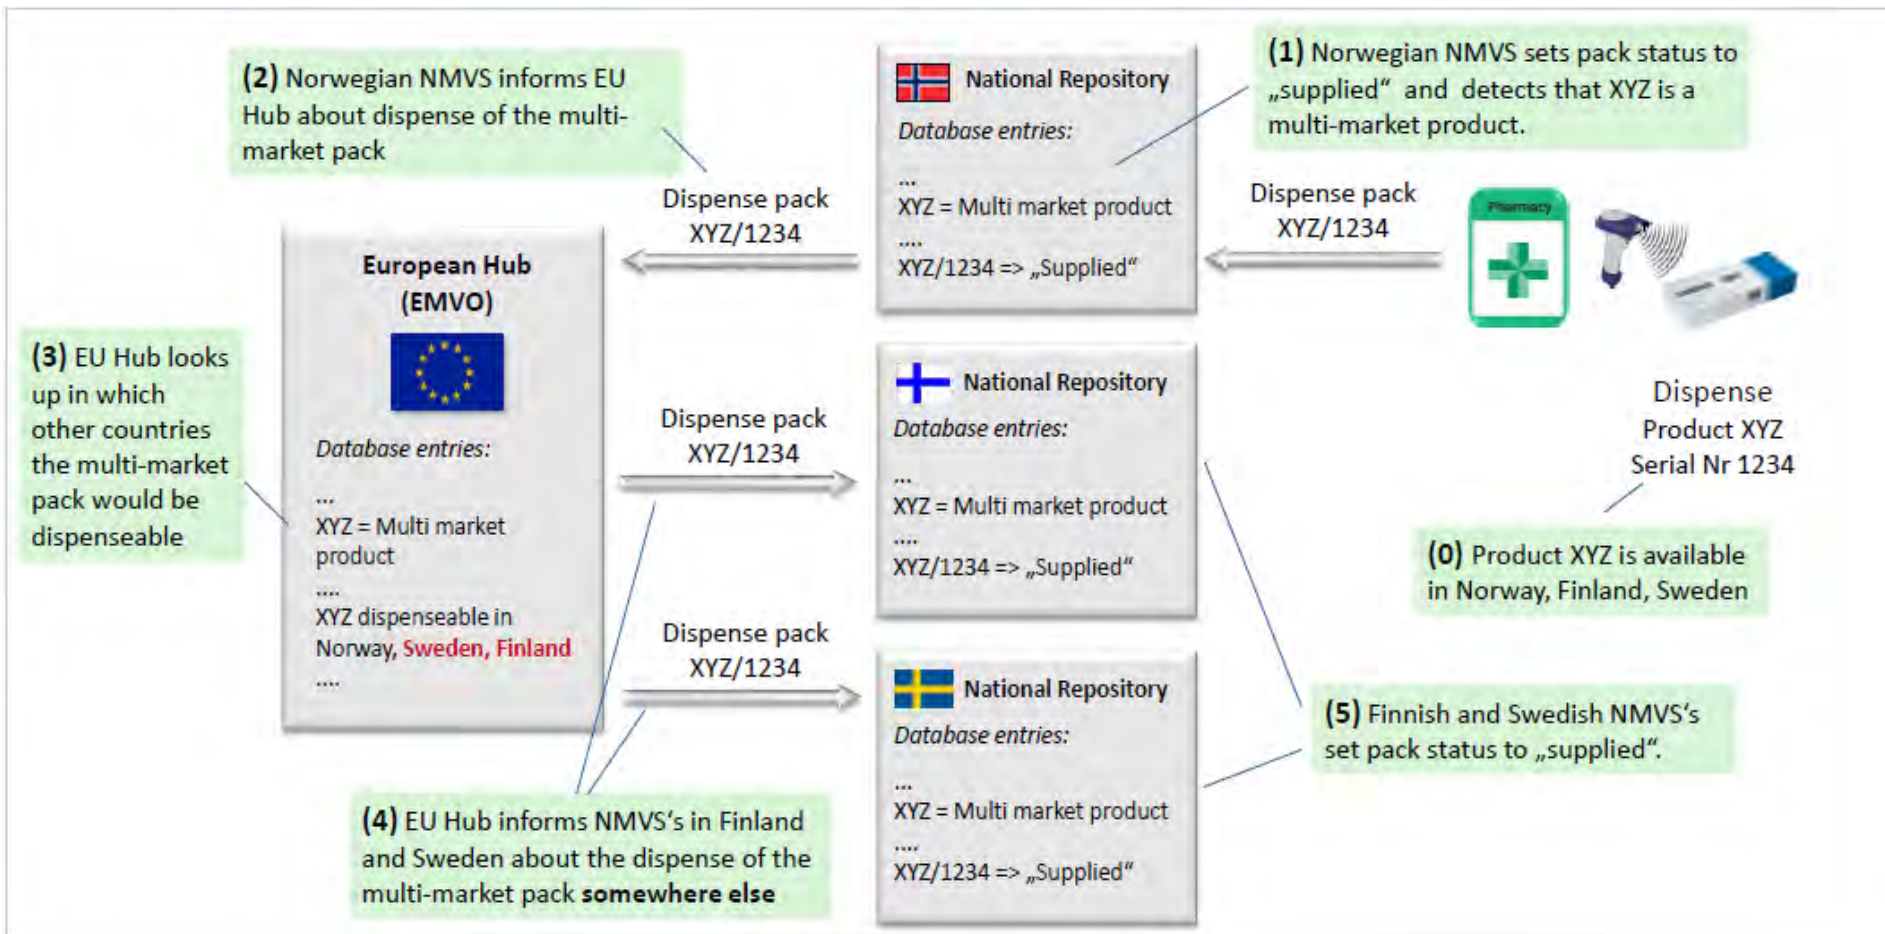 (2) Norwegian NMVS informs EU
Hub about dispense of the multi-
market pack
National Repository
Database entries:
...
XYZ = Multi market product
....
XYZ/1234 => „Supplied“
(1) Norwegian NMVS sets pack status to
„supplied“ and detects that XYZ is a
multi-market product.
Dispense pack
XYZ/1234
Dispense pack
XYZ/1234
Pharmacy
European Hub
(EMVO)
Database entries:
...
XYZ = Multi market
product
....
XYZ dispenseable in
Norway, Sweden, Finland
....
(3) EU Hub looks
up in which
other countries
the multi-market
pack would be
dispenseable
Dispense pack
XYZ/1234
National Repository
Database entries:
...
XYZ = Multi market product
....
XYZ/1234 => „Supplied“
Dispense
Product XYZ
Serial Nr 1234
(0) Product XYZ is available
in Norway, Finland, Sweden
Dispense pack
XYZ/1234
National Repository
Database entries:
...
XYZ = Multi market product
....
XYZ/1234 => „Supplied“
(5) Finnish and Swedish NMVS‘s
set pack status to „supplied“.
(4) EU Hub informs NMVS‘s in Finland
and Sweden about the dispense of the
multi-market pack somewhere else